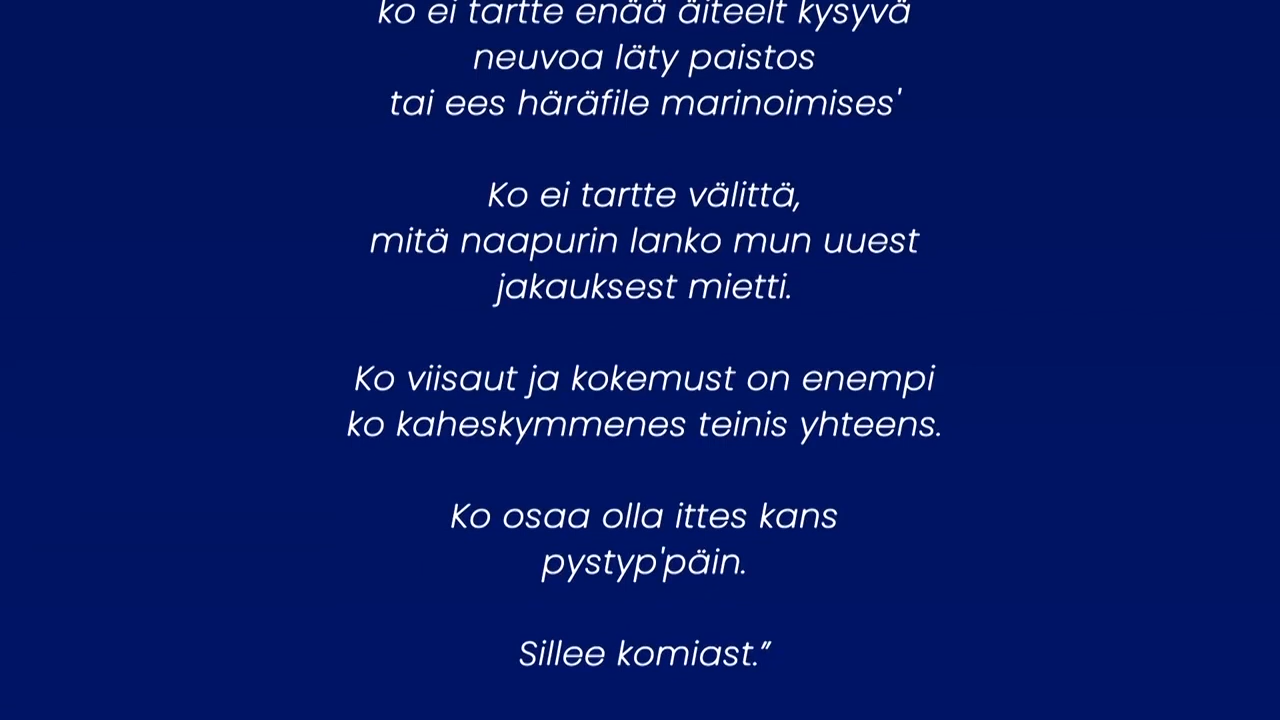 ko ei tartte enää äiteelt kysyvä
neuvoa läty paistos
tai ees häräfile marinoimises'
Ko ei tartte välittä,
mitä naapurin lanko mun uuest
jakauksest mietti.
Ko viisaut ja kokemust on enempi
ko kaheskymmenes teinis yhteens.
Ko osaa olla ittes kans
pystyp'päin.
Sillee komiast.”